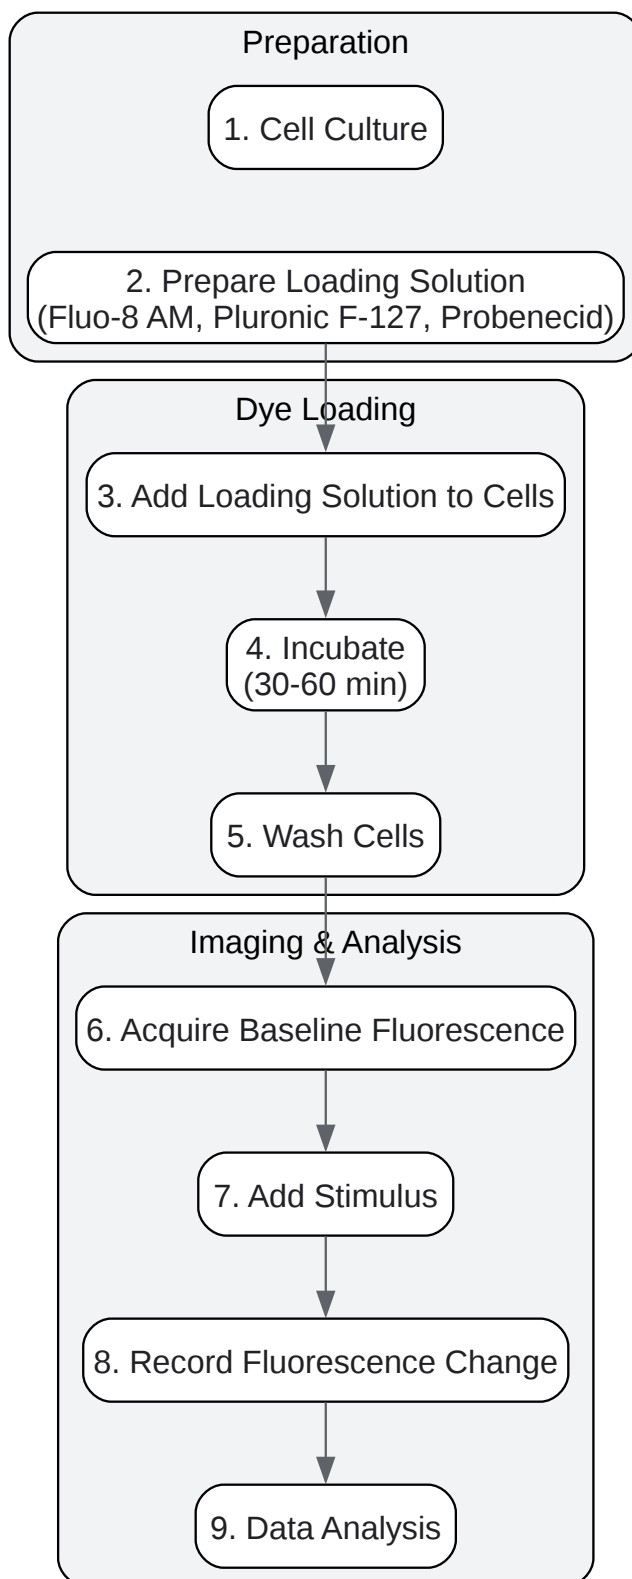 Preparation
1. Cell Culture
2. Prepare Loading Solution
(Fluo-8 AM, Pluronic F-127, Probenecid)
Dye Loading
3. Add Loading Solution to Cells
4. Incubate
(30-60 min)
5. Wash Cells
Imaging & Analysis
6. Acquire Baseline Fluorescence
7. Add Stimulus
8. Record Fluorescence Change
9. Data Analysis